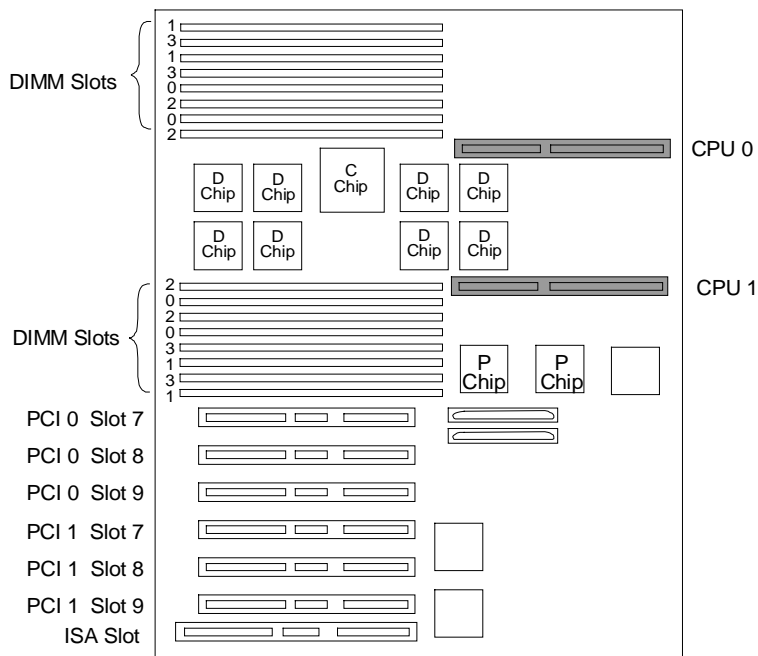 1
3
1
3
0
2
0
2
DIMM Slots
CPU 0
D Chip
D Chip
C Chip
D Chip
D Chip
D Chip
D Chip
D Chip
D Chip
CPU 1
2
0
2
0
3
1
3
1
DIMM Slots
P Chip
P Chip
PCI 0 Slot 7
PCI 0 Slot 8
PCI 0 Slot 9
PCI 1 Slot 7
PCI 1 Slot 8
PCI 1 Slot 9
ISA Slot